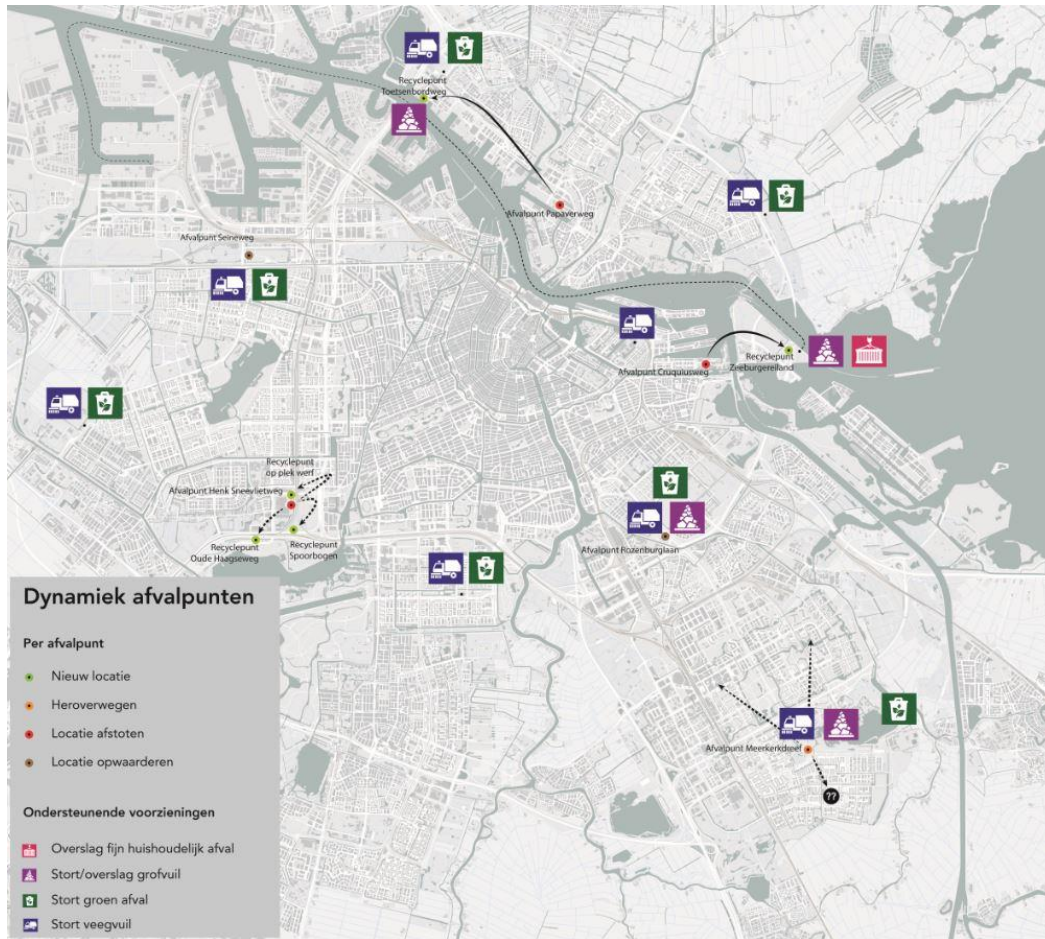 Recyclepunt
Toetsenbordweg
Afvalpunt Papaverweg
Afvalpunt Seineweg
Afvalpunt Cruquiusweg
Recyclepunt
Zeeburgereiland
Recyclepunt
op plek werf
Afvalpunt Henk Sneevlietweg
Recyclepunt
Oude Haagseweg
Recyclepunt
Spoorbogen
Afvalpunt Rozenburglaan
Afvalpunt Meerkerkdreef
??
Dynamiek afvalpunten
Per afvalpunt
Nieuw locatie
Heroverwegen
Locatie afstoten
Locatie opwaarderen
Ondersteunende voorzieningen
Overslag fijn huishoudelijk afval
Stort/overslag grofvuil
Stort groen afval
Stort veegvuil